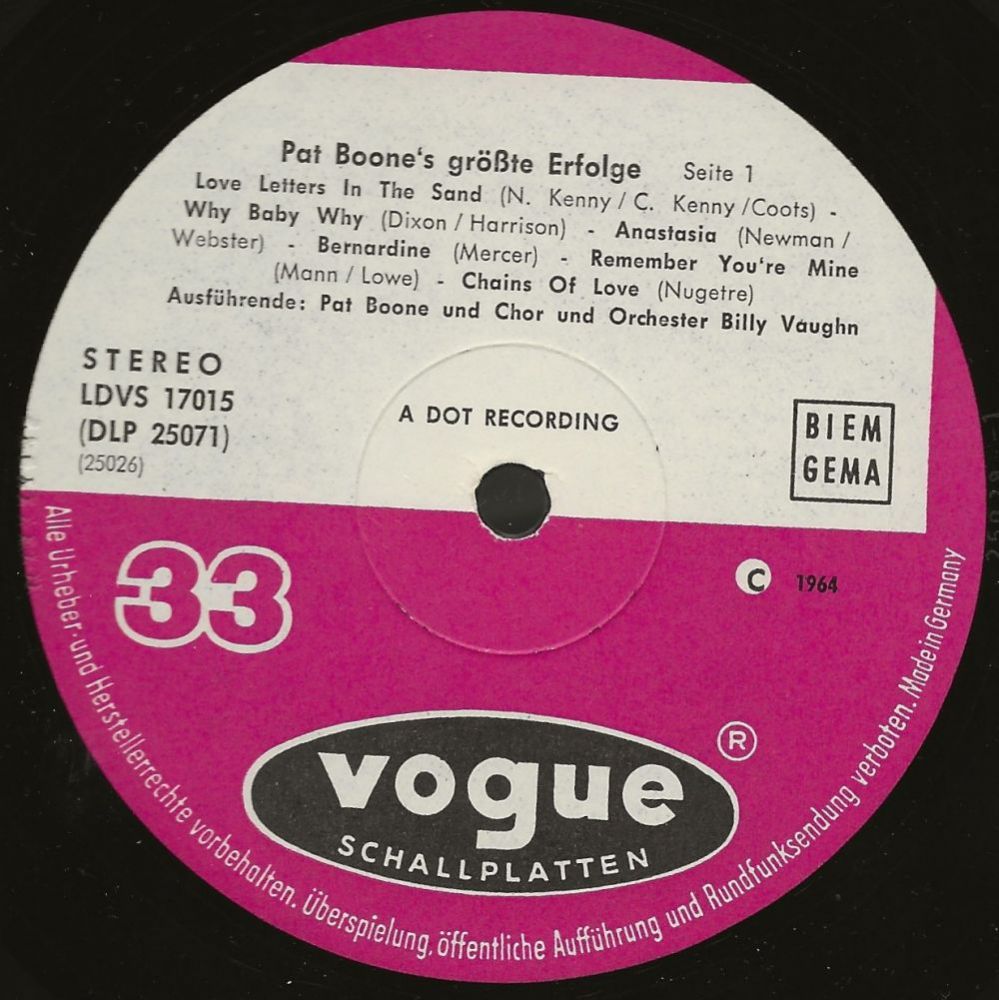 Pat Boone's größte Erfolge Seite 1
Love Letters In The Sand (N. Kenny / C. Kenny /Coots) -
Why Baby Why (Dixon / Harrison) - Anastasia (Newman /
Webster) - Bernardine (Mercer) - Remember You're Mine
(Mann / Lowe) - Chains Of Love (Nugetre)
Ausführende: Pat Boone und Chor und Orchester Billy Vaughn
STEREO
LDVS 17015
(DLP 25071)
(25026)
A DOT RECORDING
BIEM
GEMA
33
C 1964
vogue ®
SCHALLPLATTEN
Alle Urheber- und Herstellerrechte vorbehalten. Überspielung, öffentliche Aufführung und Rundfunksendung verboten. Made in Germany